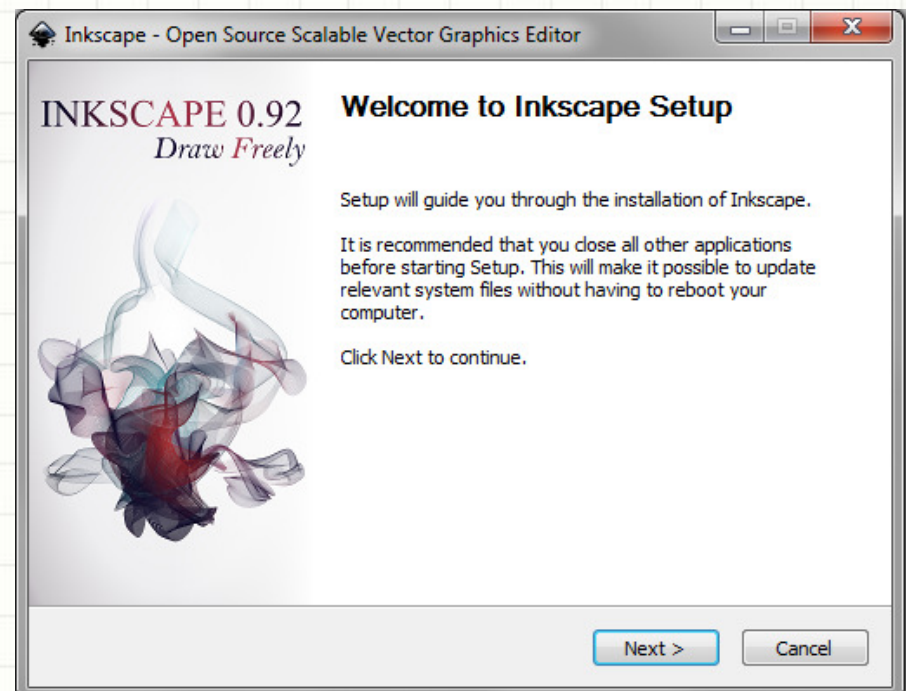 Inkscape - Open Source Scalable Vector Graphics Editor
INKSCAPE 0.92
Draw Freely
Welcome to Inkscape Setup
Setup will guide you through the installation of Inkscape.
It is recommended that you close all other applications
before starting Setup. This will make it possible to update
relevant system files without having to reboot your
computer.
Click Next to continue.
Next >
Cancel